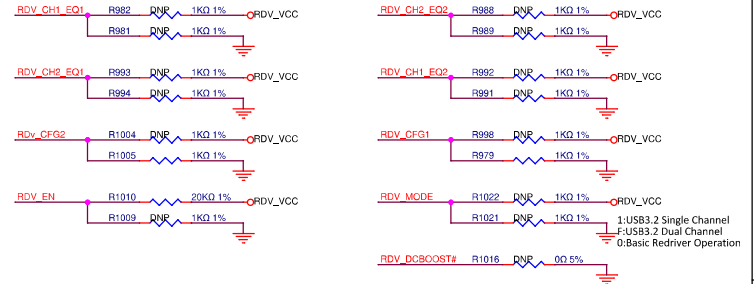 RDV_CH1_EQ1 R982 DNP 1KΩ 1% RDV_VCC
R981 DNP 1KΩ 1%
RDV_CH2_EQ1 R993 DNP 1KΩ 1% RDV_VCC
R994 DNP 1KΩ 1%
RDv_CFG2 R1004 DNP 1KΩ 1% RDV_VCC
R1005 1KΩ 1%
RDV_EN R1010 20KΩ 1% RDV_VCC
R1009 DNP 1KΩ 1%
RDV_CH2_EQ2 R988 DNP 1KΩ 1% RDV_VCC
R989 DNP 1KΩ 1%
RDV_CH1_EQ2 R992 DNP 1KΩ 1% RDV_VCC
R991 DNP 1KΩ 1%
RDV_CFG1 R998 DNP 1KΩ 1% RDV_VCC
R979 1KΩ 1%
RDV_MODE R1022 DNP 1KΩ 1% RDV_VCC
R1021 DNP 1KΩ 1%
1:USB3.2 Single Channel
F:USB3.2 Dual Channel
0:Basic Redriver Operation
RDV_DCBOOST# R1016 DNP 0Ω 5%